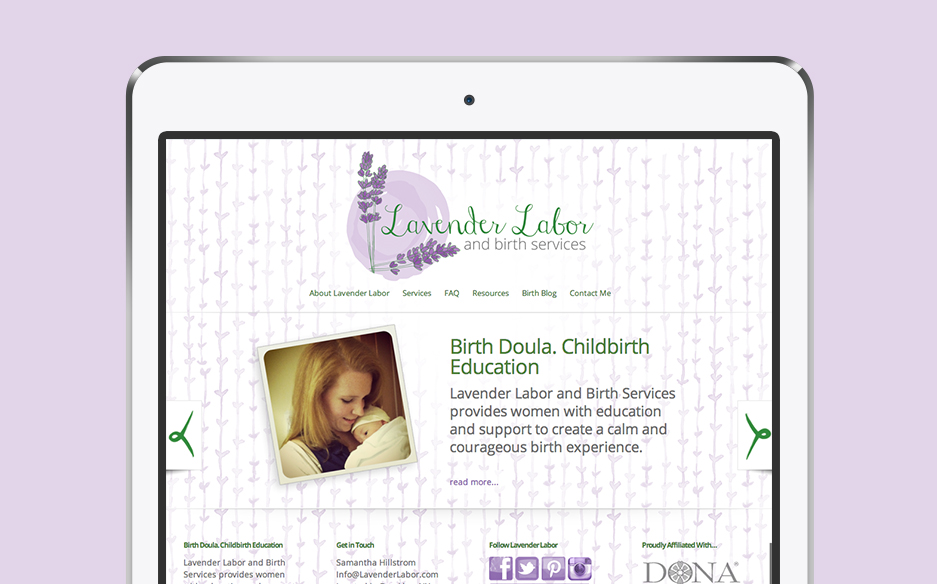 Lavender Labor
and birth services
About Lavender Labor Services FAQ Resources Birth Blog Contact Me
Birth Doula. Childbirth
Education
Lavender Labor and Birth Services
provides women with education
and support to create a calm and
courageous birth experience.
read more...
Birth Doula. Childbirth Education
Lavender Labor and Birth
Services provides women
Get in Touch
Samantha Hillstrom
Info@LavenderLabor.com
Follow Lavender Labor
Proudly Affiliated With...
DONA®